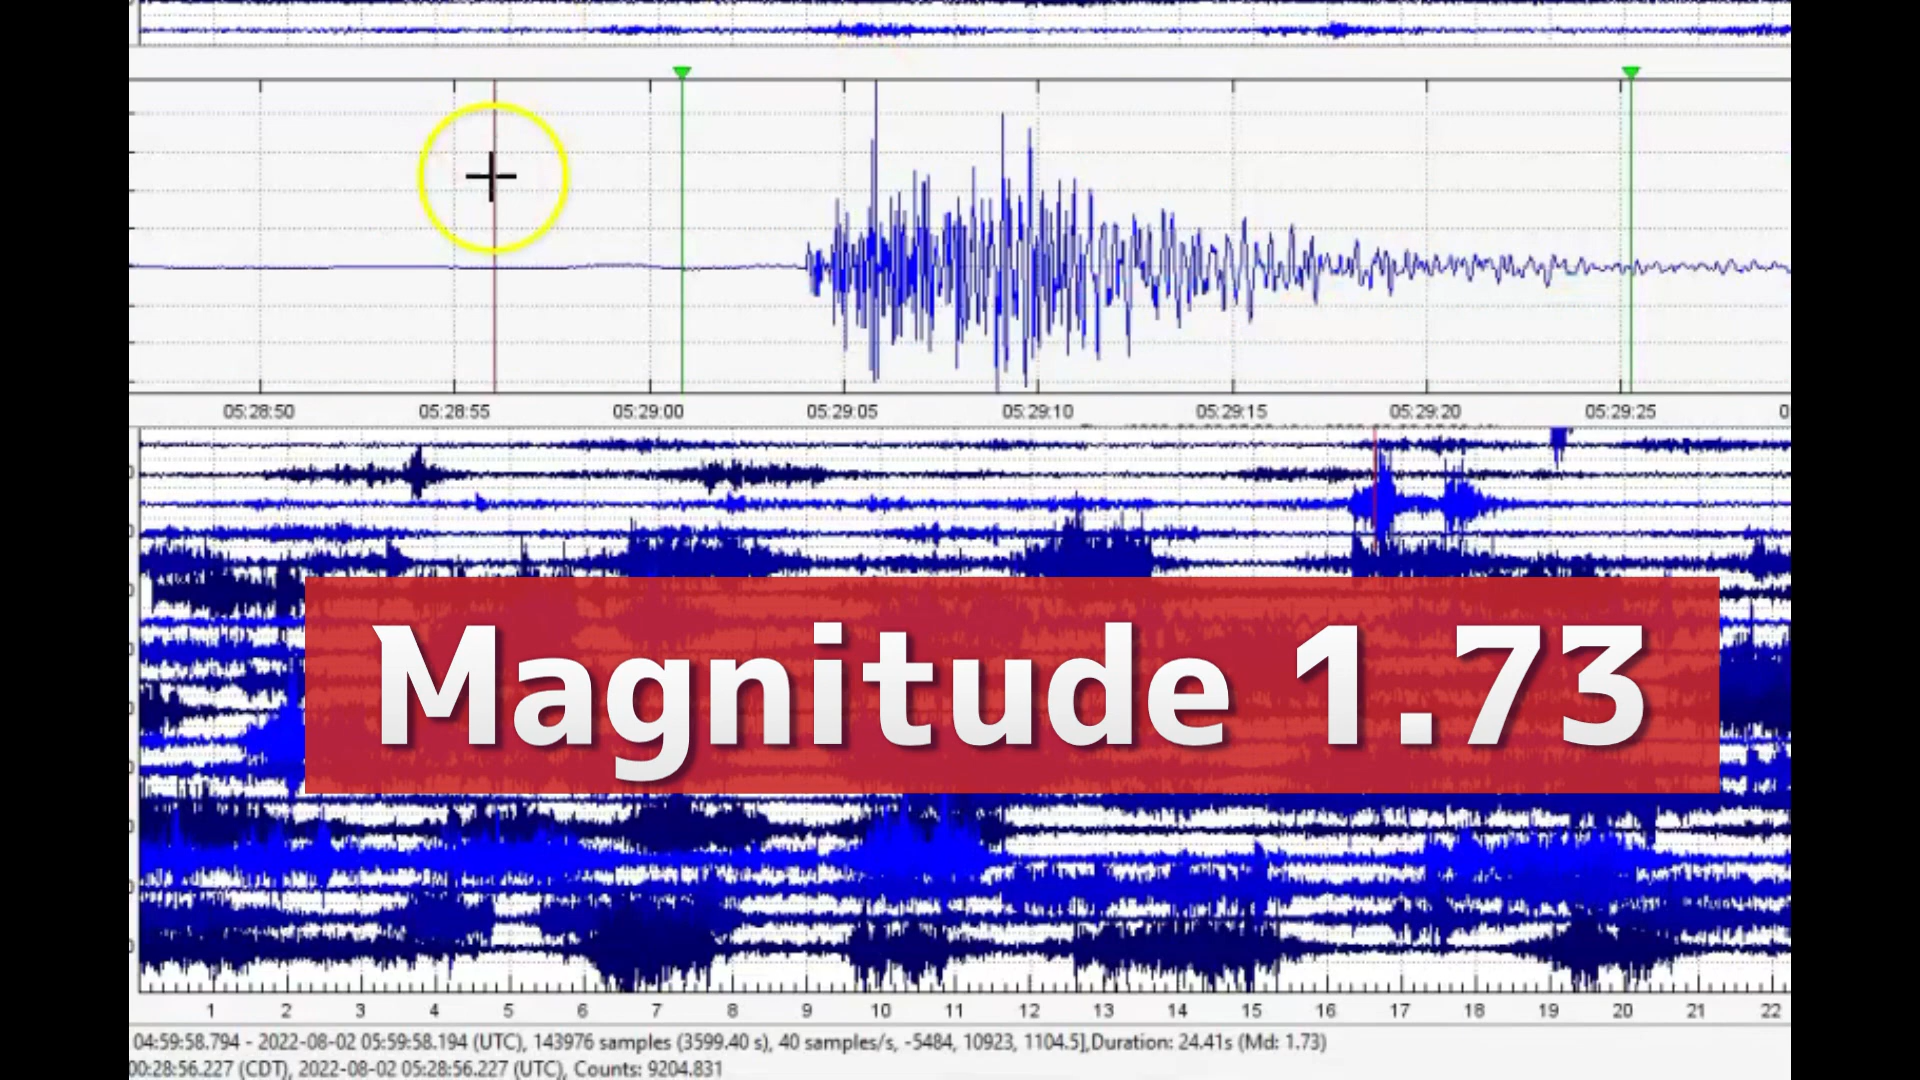 05:28:50 05:28:55 05:29:00 05:29:05 05:29:10 05:29:15 05:29:20 05:29:25
Magnitude 1.73
1 2 3 4 5 6 7 8 9 10 11 12 13 14 15 16 17 18 19 20 21 22
04:59:58.794 - 2022-08-02 05:59:58.194 (UTC), 143976 samples (3599.40 s), 40 samples/s, -5484, 10923, 1104.5],Duration: 24.41s (Md: 1.73)
00:28:56.227 (CDT), 2022-08-02 05:28:56.227 (UTC), Counts: 9204.831